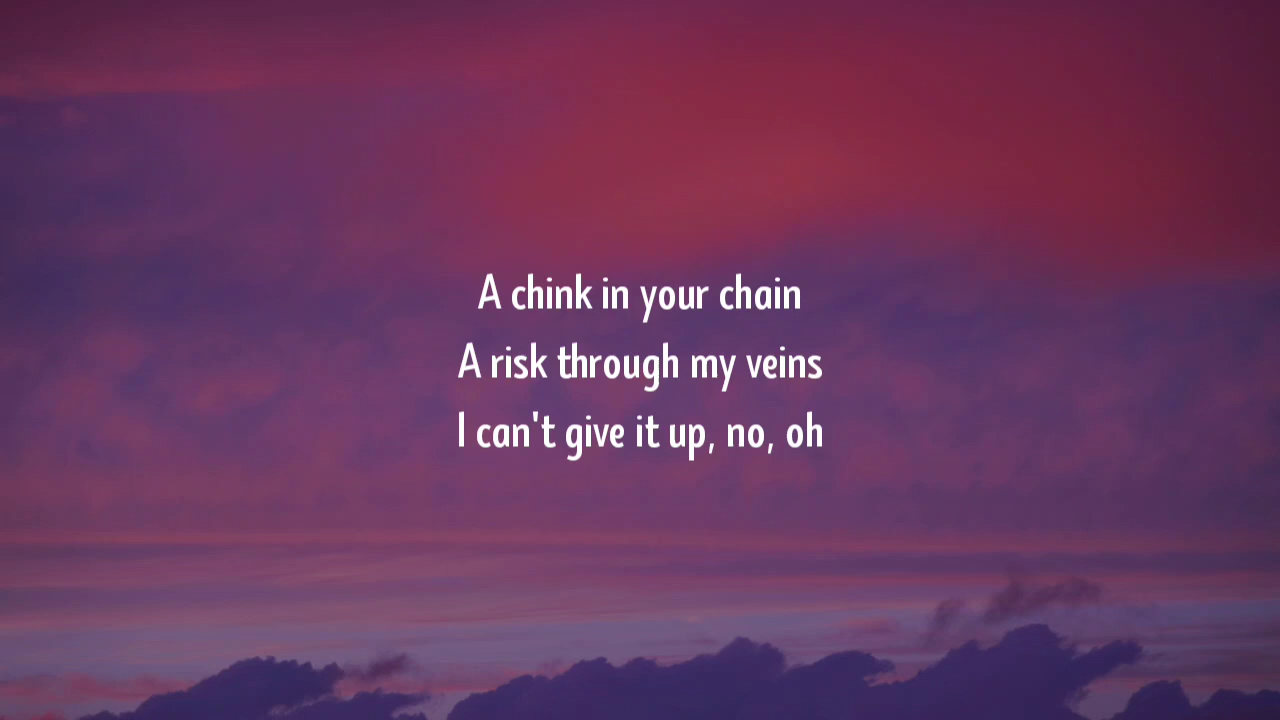 A chink in your chain
A risk through my veins
I can't give it up, no, oh